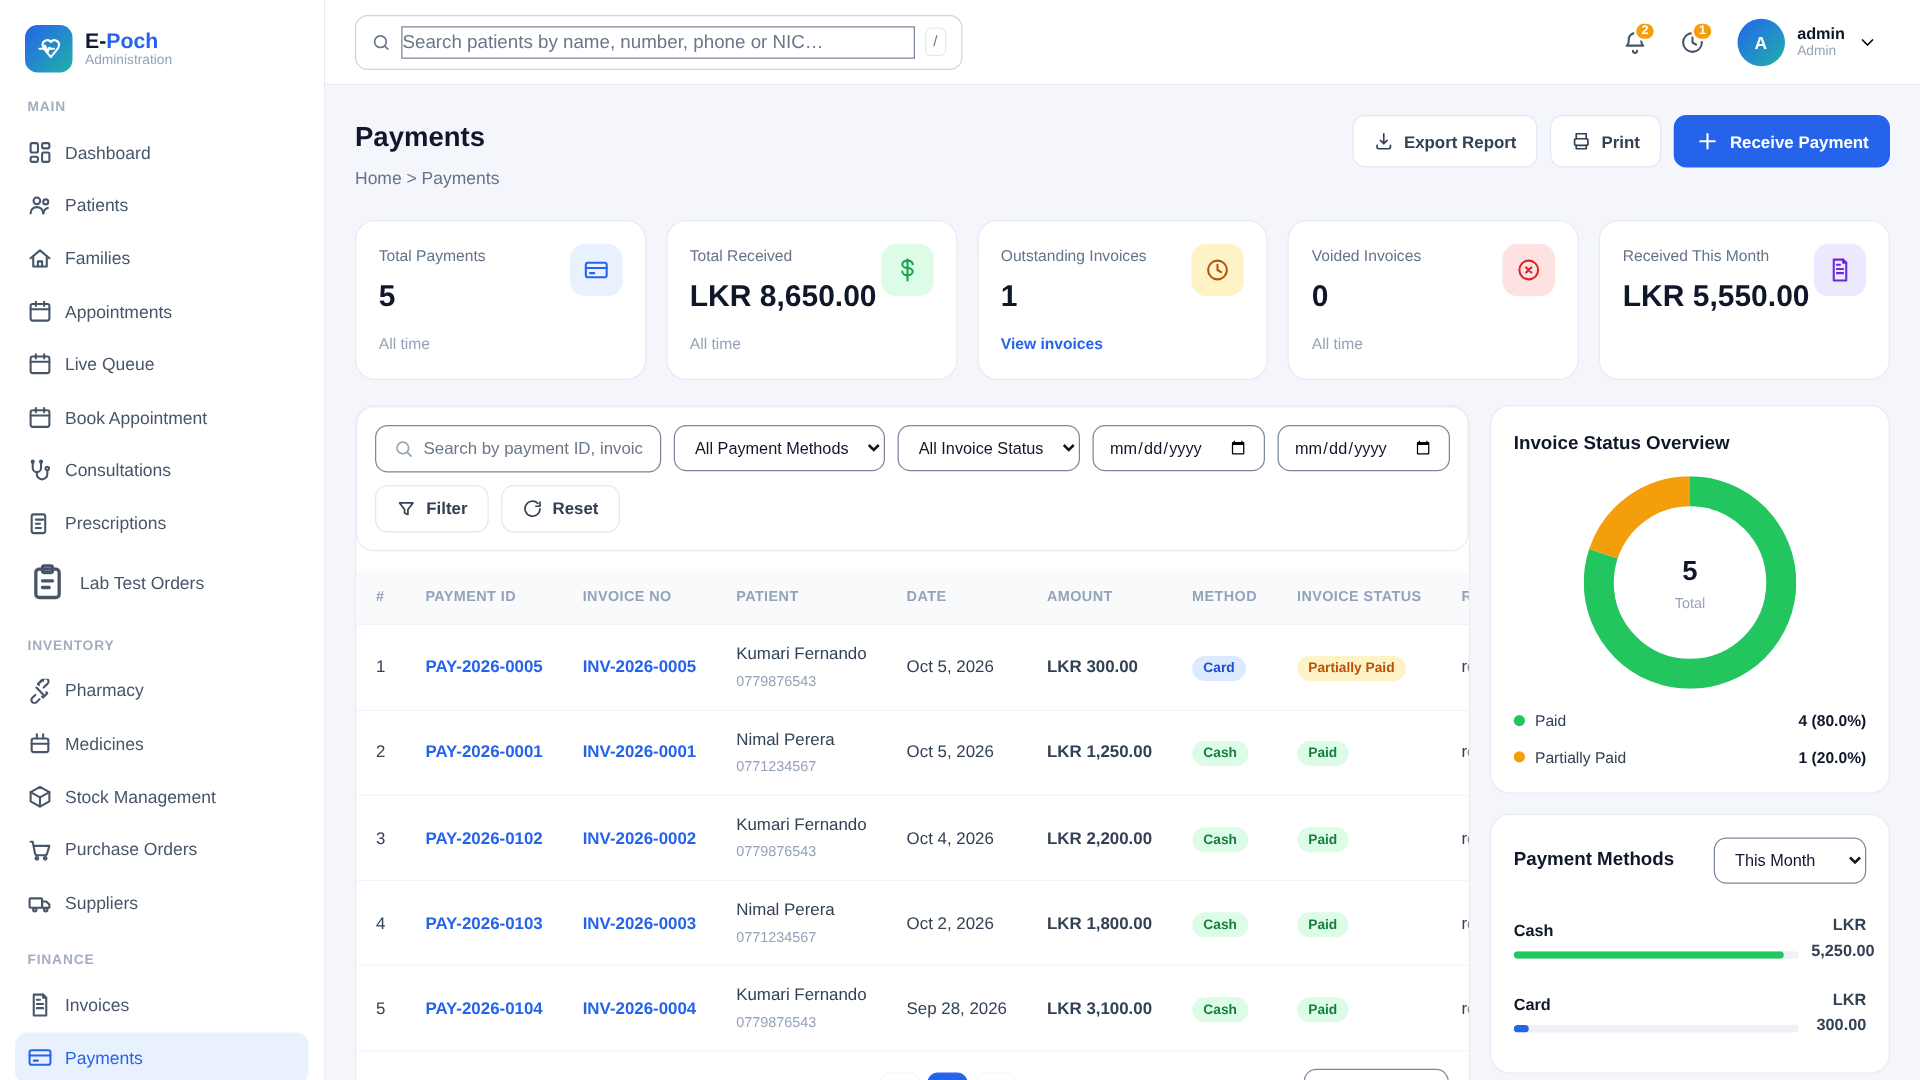 E-Poch
Administration
MAIN
Dashboard
Patients
Families
Appointments
Live Queue
Book Appointment
Consultations
Prescriptions
Lab Test Orders
INVENTORY
Pharmacy
Medicines
Stock Management
Purchase Orders
Suppliers
FINANCE
Invoices
Payments
Search patients by name, number, phone or NIC… /
2
1
A
admin
Admin
Payments
Home > Payments
Export Report
Print
Receive Payment
Total Payments
5
All time
Total Received
LKR 8,650.00
All time
Outstanding Invoices
1
View invoices
Voided Invoices
0
All time
Received This Month
LKR 5,550.00
Search by payment ID, invoic
All Payment Methods
All Invoice Status
mm/dd/yyyy
mm/dd/yyyy
Filter
Reset
# PAYMENT ID INVOICE NO PATIENT DATE AMOUNT METHOD INVOICE STATUS
1 PAY-2026-0005 INV-2026-0005 Kumari Fernando Oct 5, 2026 LKR 300.00 Card Partially Paid
0779876543
2 PAY-2026-0001 INV-2026-0001 Nimal Perera Oct 5, 2026 LKR 1,250.00 Cash Paid
0771234567
3 PAY-2026-0102 INV-2026-0002 Kumari Fernando Oct 4, 2026 LKR 2,200.00 Cash Paid
0779876543
4 PAY-2026-0103 INV-2026-0003 Nimal Perera Oct 2, 2026 LKR 1,800.00 Cash Paid
0771234567
5 PAY-2026-0104 INV-2026-0004 Kumari Fernando Sep 28, 2026 LKR 3,100.00 Cash Paid
0779876543
Invoice Status Overview
5
Total
Paid 4 (80.0%)
Partially Paid 1 (20.0%)
Payment Methods
This Month
Cash LKR
5,250.00
Card LKR
300.00